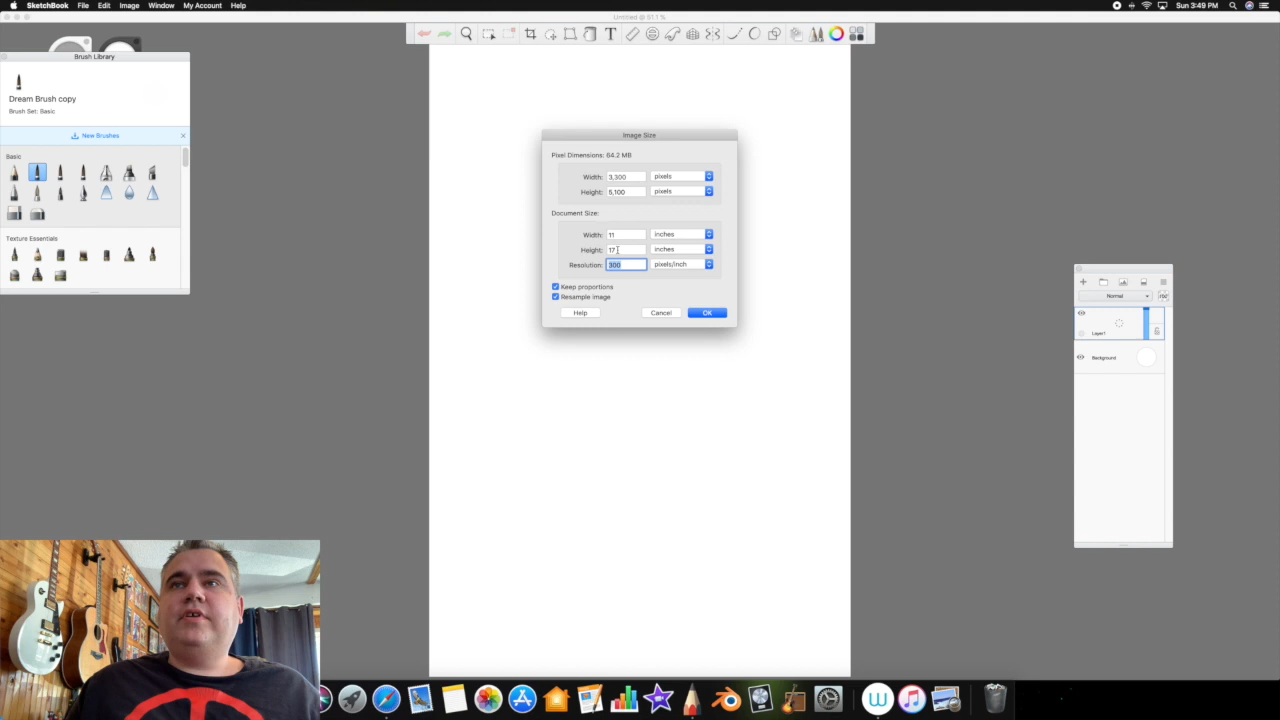 SketchBook File Edit Image Window My Account Help
Sun 3:49 PM
Untitled @ 51.1 %
Brush Library
Dream Brush copy
Brush Set: Basic
New Brushes
Basic
Texture Essentials
T
Image Size
Pixel Dimensions: 64.2 MB
Width: 3,300 pixels
Height: 5,100 pixels
Document Size:
Width: 11 inches
Height: 17 inches
Resolution: 300 pixels/inch
Keep proportions
Resample image
Help Cancel OK
Normal
Layer1
Background